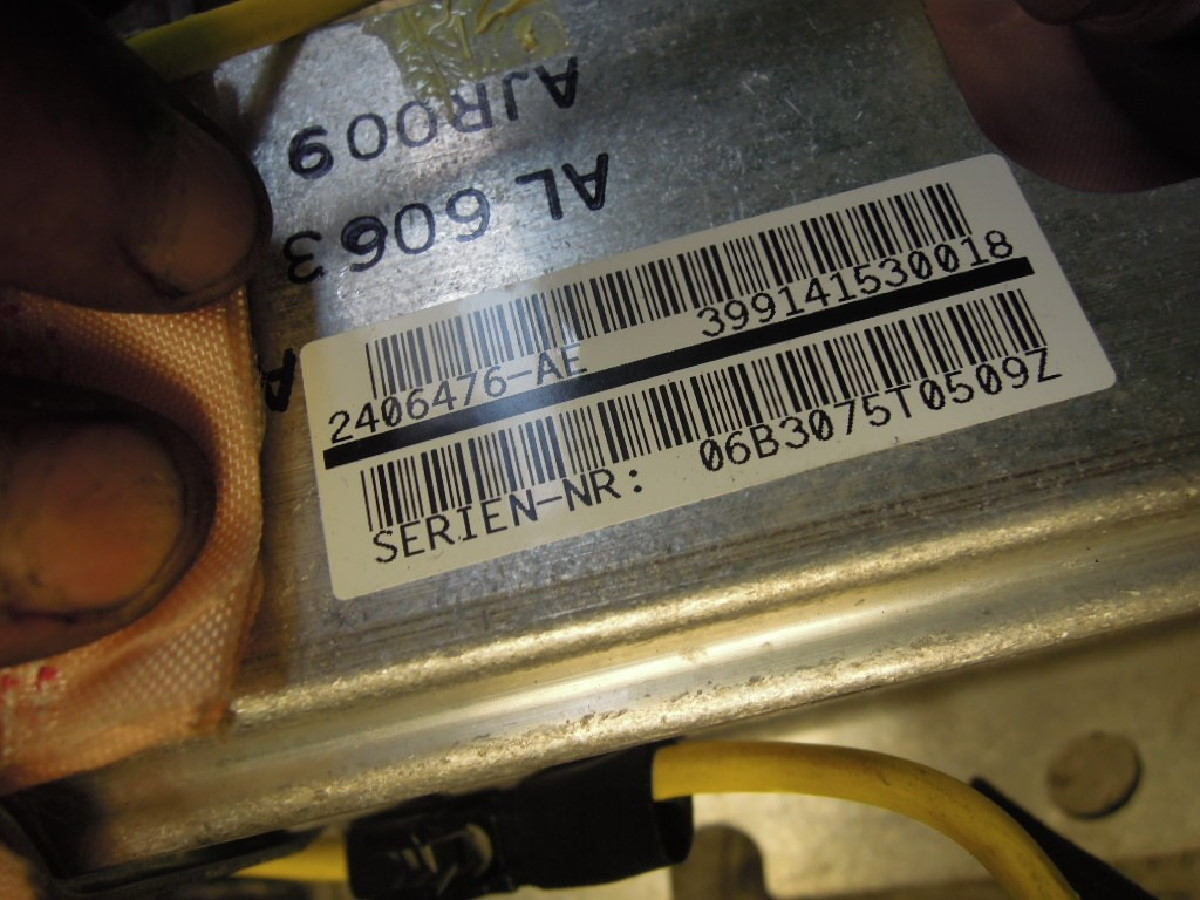 AJR009
AL 6063
A
2406476-AE 399141530018
SERIEN-NR: 06B3075T0509Z